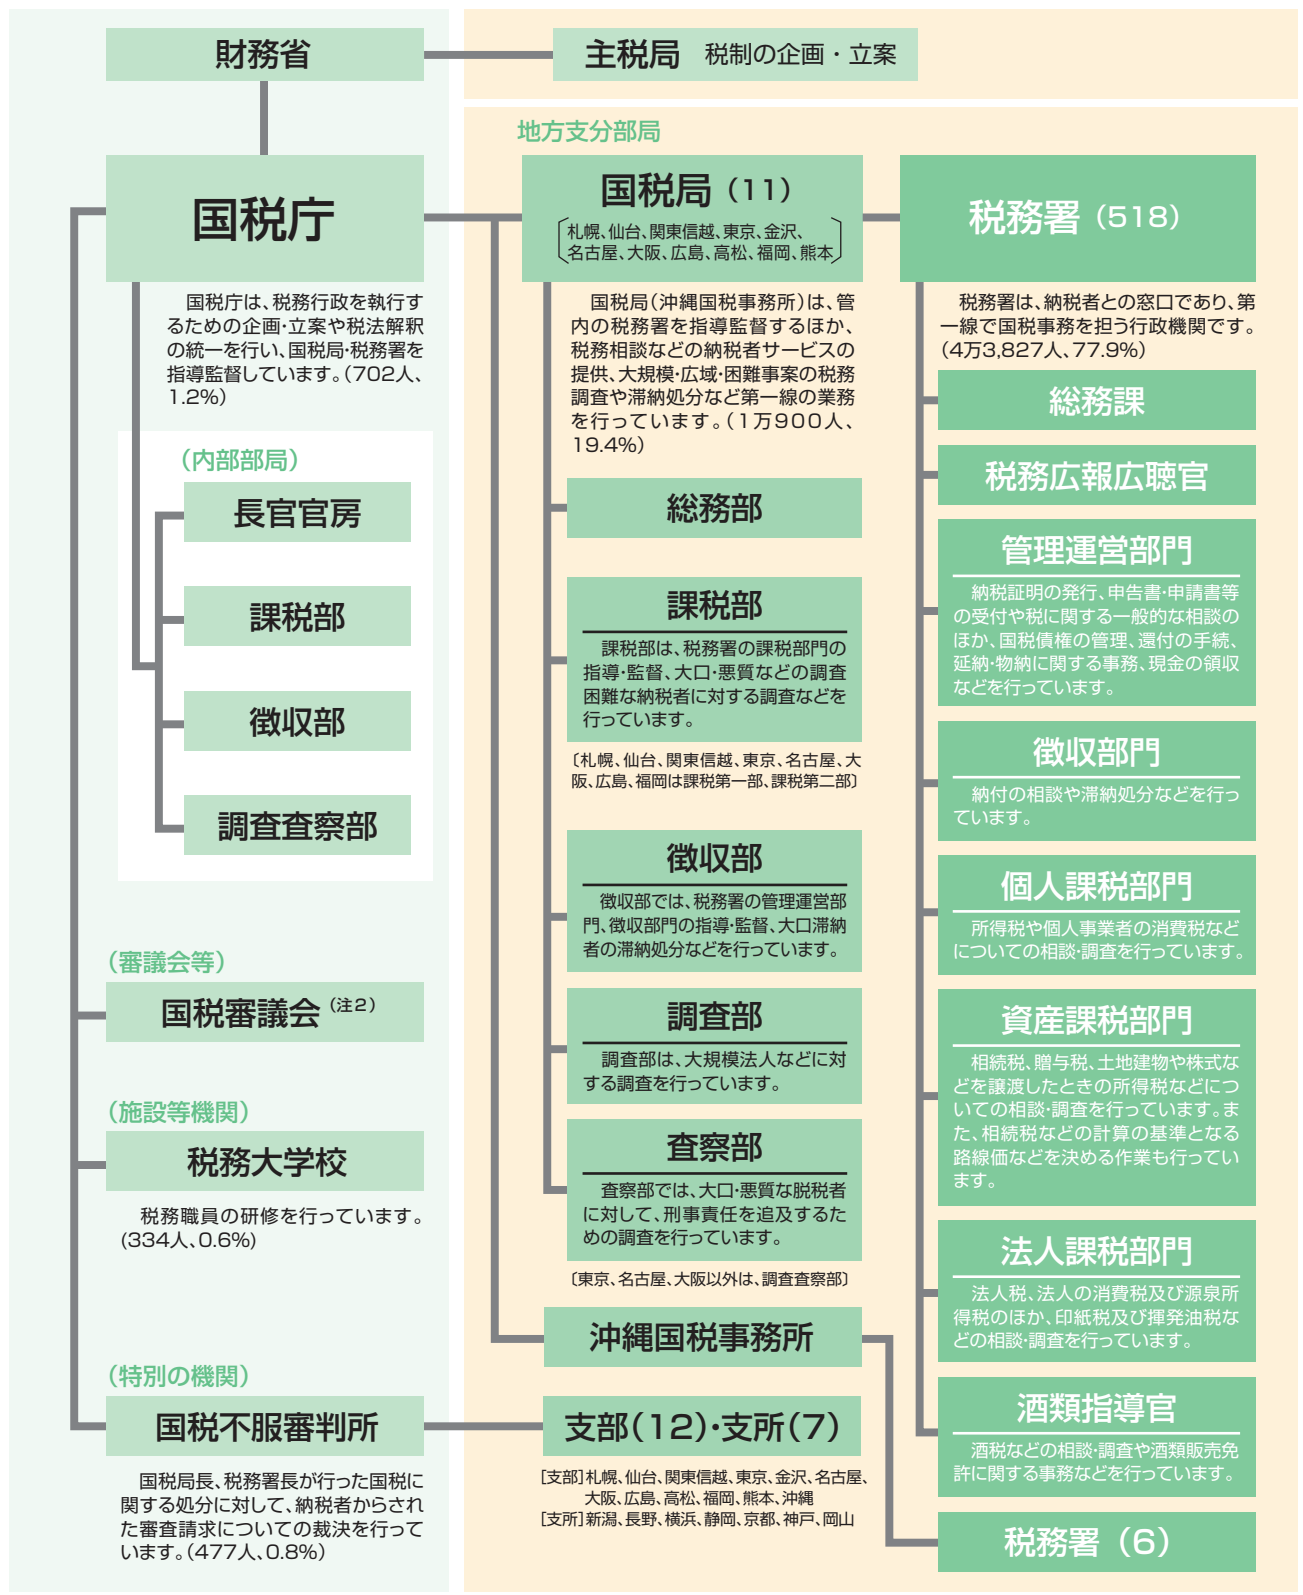 財務省
主税局　税制の企画・立案
国税庁
国税庁は、税務行政を執行す
るための企画・立案や税法解釈
の統一を行い、国税局・税務署を
指導監督しています。（702人、
1.2%）
（内部部局）
長官官房
課税部
徴収部
調査査察部
（審議会等）
国税審議会（注2）
（施設等機関）
税務大学校
税務職員の研修を行っています。
(334人、0.6%)
（特別の機関）
国税不服審判所
国税局長、税務署長が行った国税に
関する処分に対して、納税者からされ
た審査請求についての裁決を行って
います。（477人、0.8%）
地方支分部局
国税局（11）
札幌、仙台、関東信越、東京、金沢、
名古屋、大阪、広島、高松、福岡、熊本
国税局（沖縄国税事務所）は、管
内の税務署を指導監督するほか、
税務相談などの納税者サービスの
提供、大規模・広域・困難事案の税務
調査や滞納処分など第一線の業務
を行っています。（1万900人、
19.4%）
総務部
課税部
課税部は、税務署の課税部門の
指導・監督、大口・悪質などの調査
困難な納税者に対する調査などを
行っています。
〔札幌、仙台、関東信越、東京、名古屋、大
阪、広島、福岡は課税第一部、課税第二部〕
徴収部
徴収部では、税務署の管理運営部
門、徴収部門の指導・監督、大口滞納
者の滞納処分などを行っています。
調査部
調査部は、大規模法人などに対
する調査を行っています。
査察部
査察部では、大口・悪質な脱税者
に対して、刑事責任を追及するた
めの調査を行っています。
〔東京、名古屋、大阪以外は、調査査察部〕
沖縄国税事務所
支部（12）・支所（7）
［支部］札幌、仙台、関東信越、東京、金沢、名古屋、
大阪、広島、高松、福岡、熊本、沖縄
［支所］新潟、長野、横浜、静岡、京都、神戸、岡山
税務署（518）
税務署は、納税者との窓口であり、第
一線で国税事務を担う行政機関です。
（4万3,827人、77.9%）
総務課
税務広報広聴官
管理運営部門
納税証明の発行、申告書・申請書等
の受付や税に関する一般的な相談の
ほか、国税債権の管理、還付の手続、
延納・物納に関する事務、現金の領収
などを行っています。
徴収部門
納付の相談や滞納処分などを行っ
ています。
個人課税部門
所得税や個人事業者の消費税など
についての相談・調査を行っています。
資産課税部門
相続税、贈与税、土地建物や株式な
どを譲渡したときの所得税などについ
ての相談・調査を行っています。ま
た、相続税などの計算の基準となる
路線価などを決める作業も行ってい
ます。
法人課税部門
法人税、法人の消費税及び源泉所
得税のほか、印紙税及び揮発油税な
どの相談・調査を行っています。
酒類指導官
酒税などの相談・調査や酒類販売免
許に関する事務などを行っています。
税務署（6）